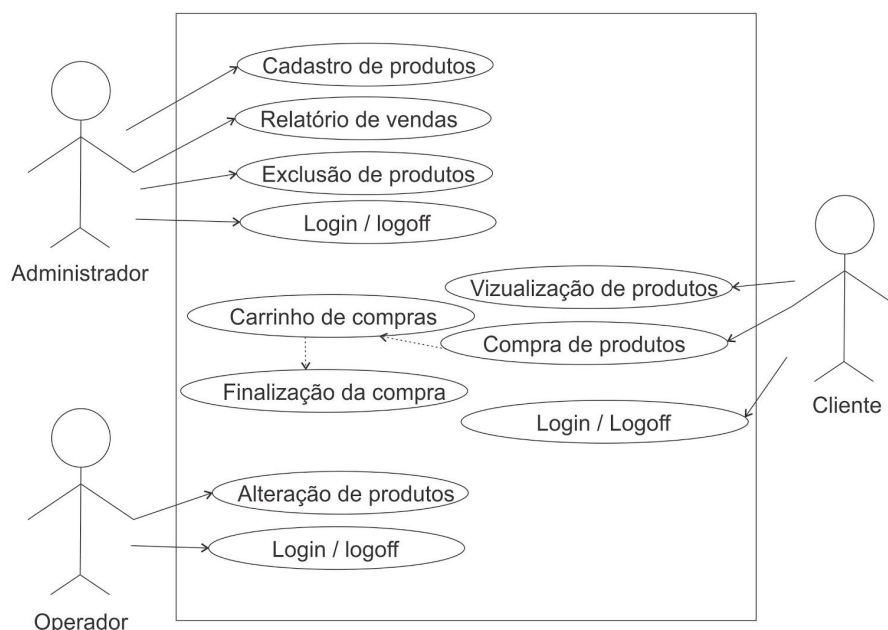 Cadastro de produtos
Relatório de vendas
Exclusão de produtos
Login / logoff
Administrador
Vizualização de produtos
Carrinho de compras
Compra de produtos
Finalização da compra
Cliente
Login / Logoff
Alteração de produtos
Login / logoff
Operador